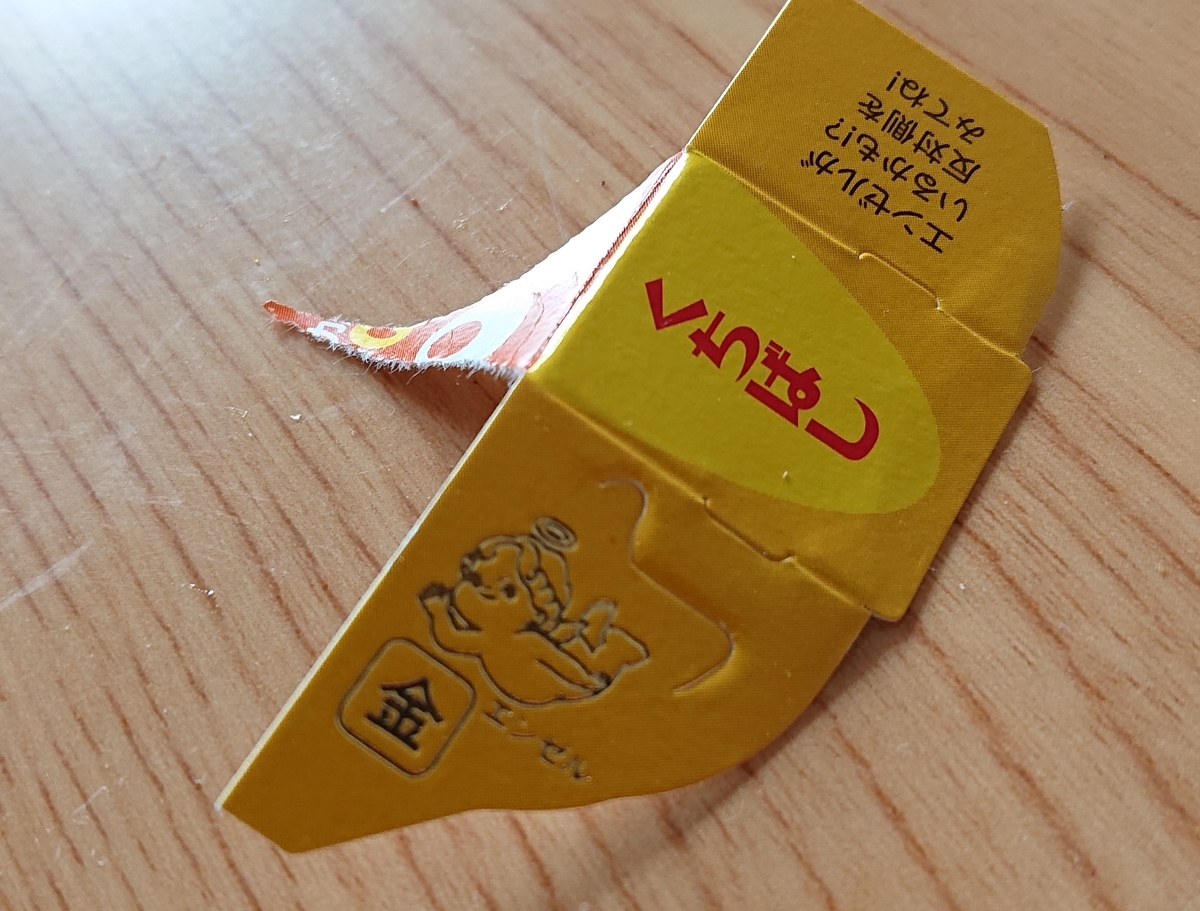 エンゼルが
いるかも!?
反対側を
みてね!
くちばし
金
エンゼル